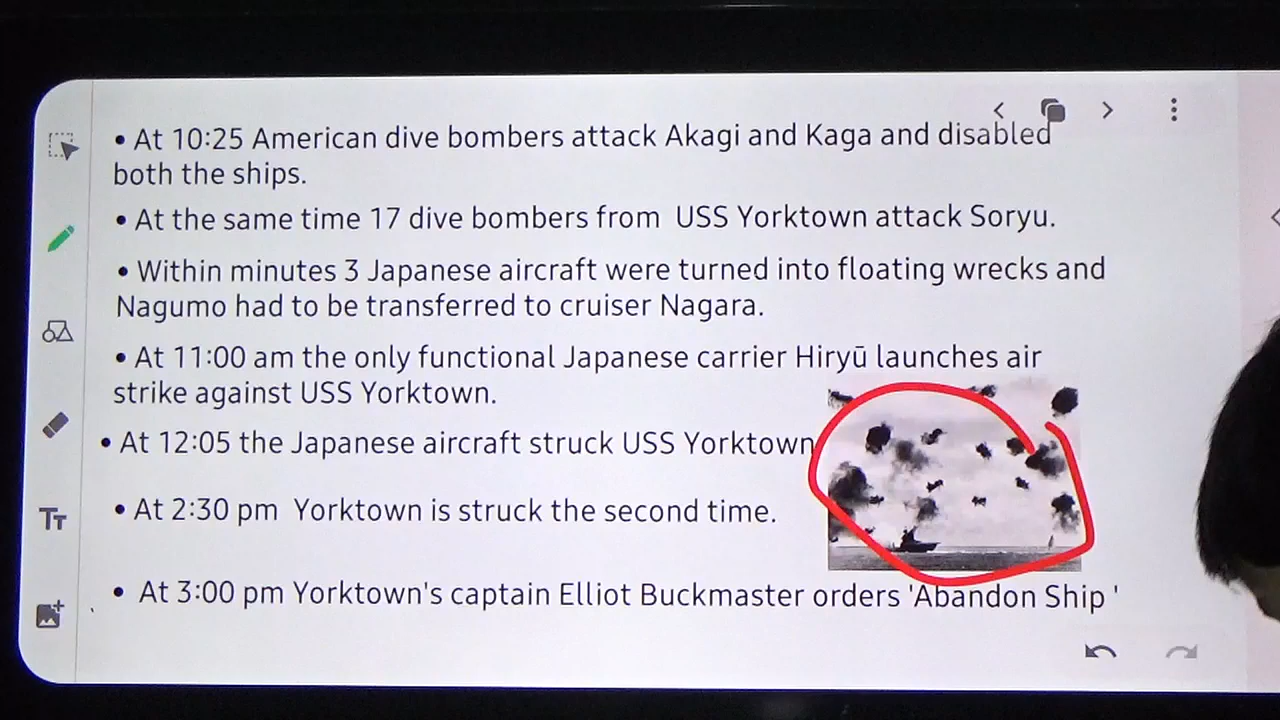 • At 10:25 American dive bombers attack Akagi and Kaga and disabled
both the ships.
• At the same time 17 dive bombers from USS Yorktown attack Soryu.
• Within minutes 3 Japanese aircraft were turned into floating wrecks and
Nagumo had to be transferred to cruiser Nagara.
• At 11:00 am the only functional Japanese carrier Hiryū launches air
strike against USS Yorktown.
• At 12:05 the Japanese aircraft struck USS Yorktown
• At 2:30 pm Yorktown is struck the second time.
• At 3:00 pm Yorktown's captain Elliot Buckmaster orders 'Abandon Ship '
TT